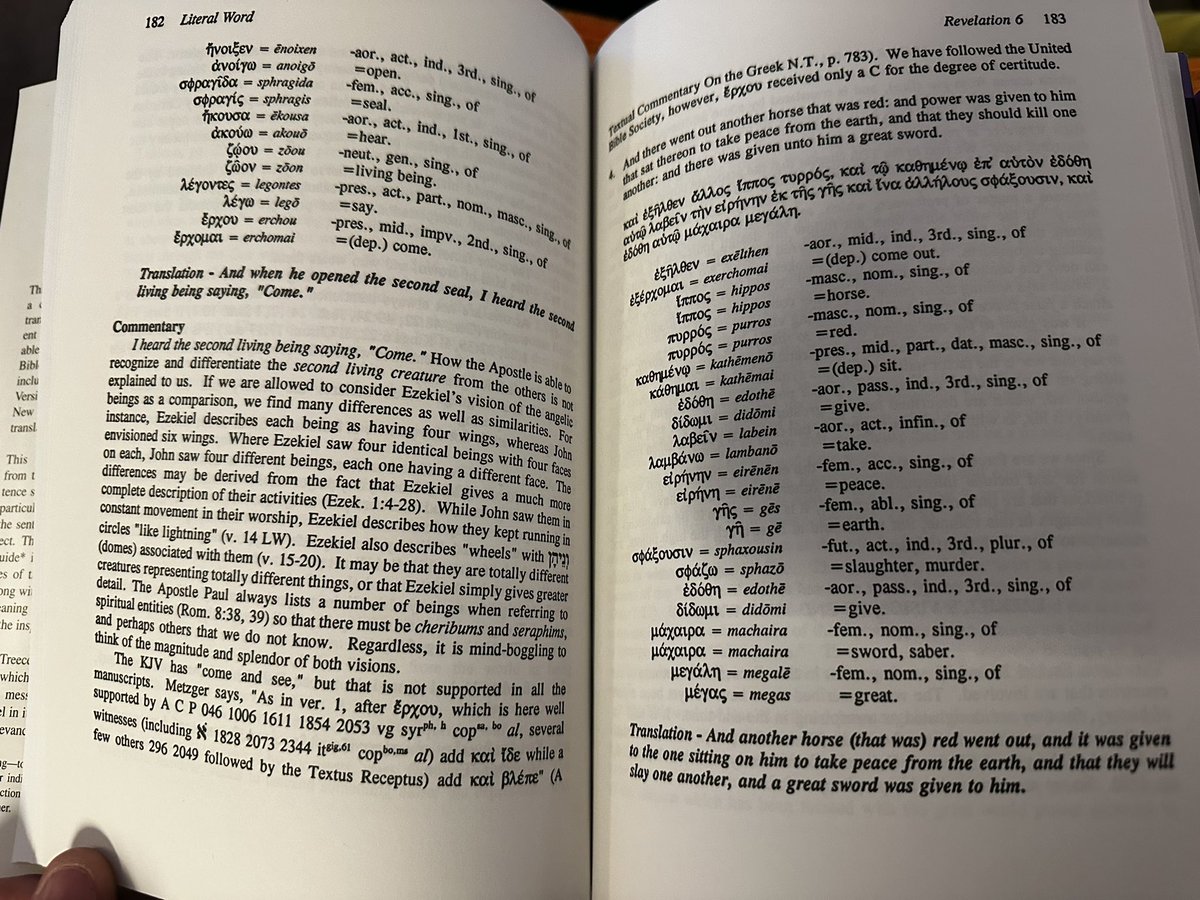 182 Literal Word
ἤνοιξεν = ēnoixen -aor., act., ind., 3rd., sing., of
ἀνοίγω = anoigō =open.
σφραγῖδα = sphragida -fem., acc., sing., of
σφραγίς = sphragis =seal.
ἤκουσα = ēkousa -aor., act., ind., 1st., sing., of
ἀκούω = akouō =hear.
ζῴου = zōou -neut., gen., sing., of
ζῷον = zōon =living being.
λέγοντες = legontes -pres., act., part., nom., masc., sing., of
λέγω = legō =say.
ἔρχου = erchou -pres., mid., impv., 2nd., sing., of
ἔρχομαι = erchomai =(dep.) come.
Translation - And when he opened the second seal, I heard the second
living being saying, "Come."
Commentary
I heard the second living being saying, "Come." How the Apostle is able to
recognize and differentiate the second living creature from the others is not
explained to us. If we are allowed to consider Ezekiel's vision of the angelic
beings as a comparison, we find many differences as well as similarities. For
instance, Ezekiel describes each being as having four wings, whereas John
envisioned six wings. Where Ezekiel saw four identical beings with four faces
on each, John saw four different beings, each one having a different face. The
differences may be derived from the fact that Ezekiel gives a much more
complete description of their activities (Ezek. 1:4-28). While John saw them in
constant movement in their worship, Ezekiel describes how they kept running in
circles "like lightning" (v. 14 LW). Ezekiel also describes "wheels" with
(domes) associated with them (v. 15-20). It may be that they are totally different
creatures representing totally different things, or that Ezekiel simply gives greater
detail. The Apostle Paul always lists a number of beings when referring to
spiritual entities (Rom. 8:38, 39) so that there must be cheribums and seraphims,
and perhaps others that we do not know. Regardless, it is mind-boggling to
think of the magnitude and splendor of both visions.
The KJV has "come and see," but that is not supported in all the
manuscripts. Metzger says, "As in ver. 1, after ἔρχου, which is here well
supported by A C P 046 1006 1611 1854 2053 vg syrph, h copsa, bo al, several
witnesses (including א 1828 2073 2344 itgig,61 copbo,ms al) add καὶ ἴδε while a
few others 296 2049 followed by the Textus Receptus) add καὶ βλέπε" (A
Revelation 6 183
Textual Commentary On the Greek N.T., p. 783). We have followed the United
Bible Society, however, ἔρχου received only a C for the degree of certitude.
4. And there went out another horse that was red: and power was given to him
that sat thereon to take peace from the earth, and that they should kill one
another: and there was given unto him a great sword.
καὶ ἐξῆλθεν ἄλλος ἵππος τυρρός, καὶ τῷ καθημένῳ ἐπ' αὐτὸν ἐδόθη
αὐτῷ λαβεῖν τὴν εἰρήνην ἐκ τῆς γῆς καὶ ἵνα ἀλλήλους σφάξουσιν, καὶ
ἐδόθη αὐτῷ μάχαιρα μεγάλη.
ἐξῆλθεν = exēlthen -aor., mid., ind., 3rd., sing., of
ἐξέρχομαι = exerchomai =(dep.) come out.
ἵππος = hippos -masc., nom., sing., of
ἵππος = hippos =horse.
πυρρός = purros -masc., nom., sing., of
πυρρός = purros =red.
καθημένῳ = kathēmenō -pres., mid., part., dat., masc., sing., of
κάθημαι = kathēmai =(dep.) sit.
ἐδόθη = edothē -aor., pass., ind., 3rd., sing., of
δίδωμι = didōmi =give.
λαβεῖν = labein -aor., act., infin., of
λαμβάνω = lambanō =take.
εἰρήνην = eirēnēn -fem., acc., sing., of
εἰρήνη = eirēnē =peace.
γῆς = gēs -fem., abl., sing., of
γῆ = gē =earth.
σφάξουσιν = sphaxousin -fut., act., ind., 3rd., plur., of
σφάζω = sphazō =slaughter, murder.
ἐδόθη = edothē -aor., pass., ind., 3rd., sing., of
δίδωμι = didōmi =give.
μάχαιρα = machaira -fem., nom., sing., of
μάχαιρα = machaira =sword, saber.
μεγάλη = megalē -fem., nom., sing., of
μέγας = megas =great.
Translation - And another horse (that was) red went out, and it was given
to the one sitting on him to take peace from the earth, and that they will
slay one another, and a great sword was given to him.